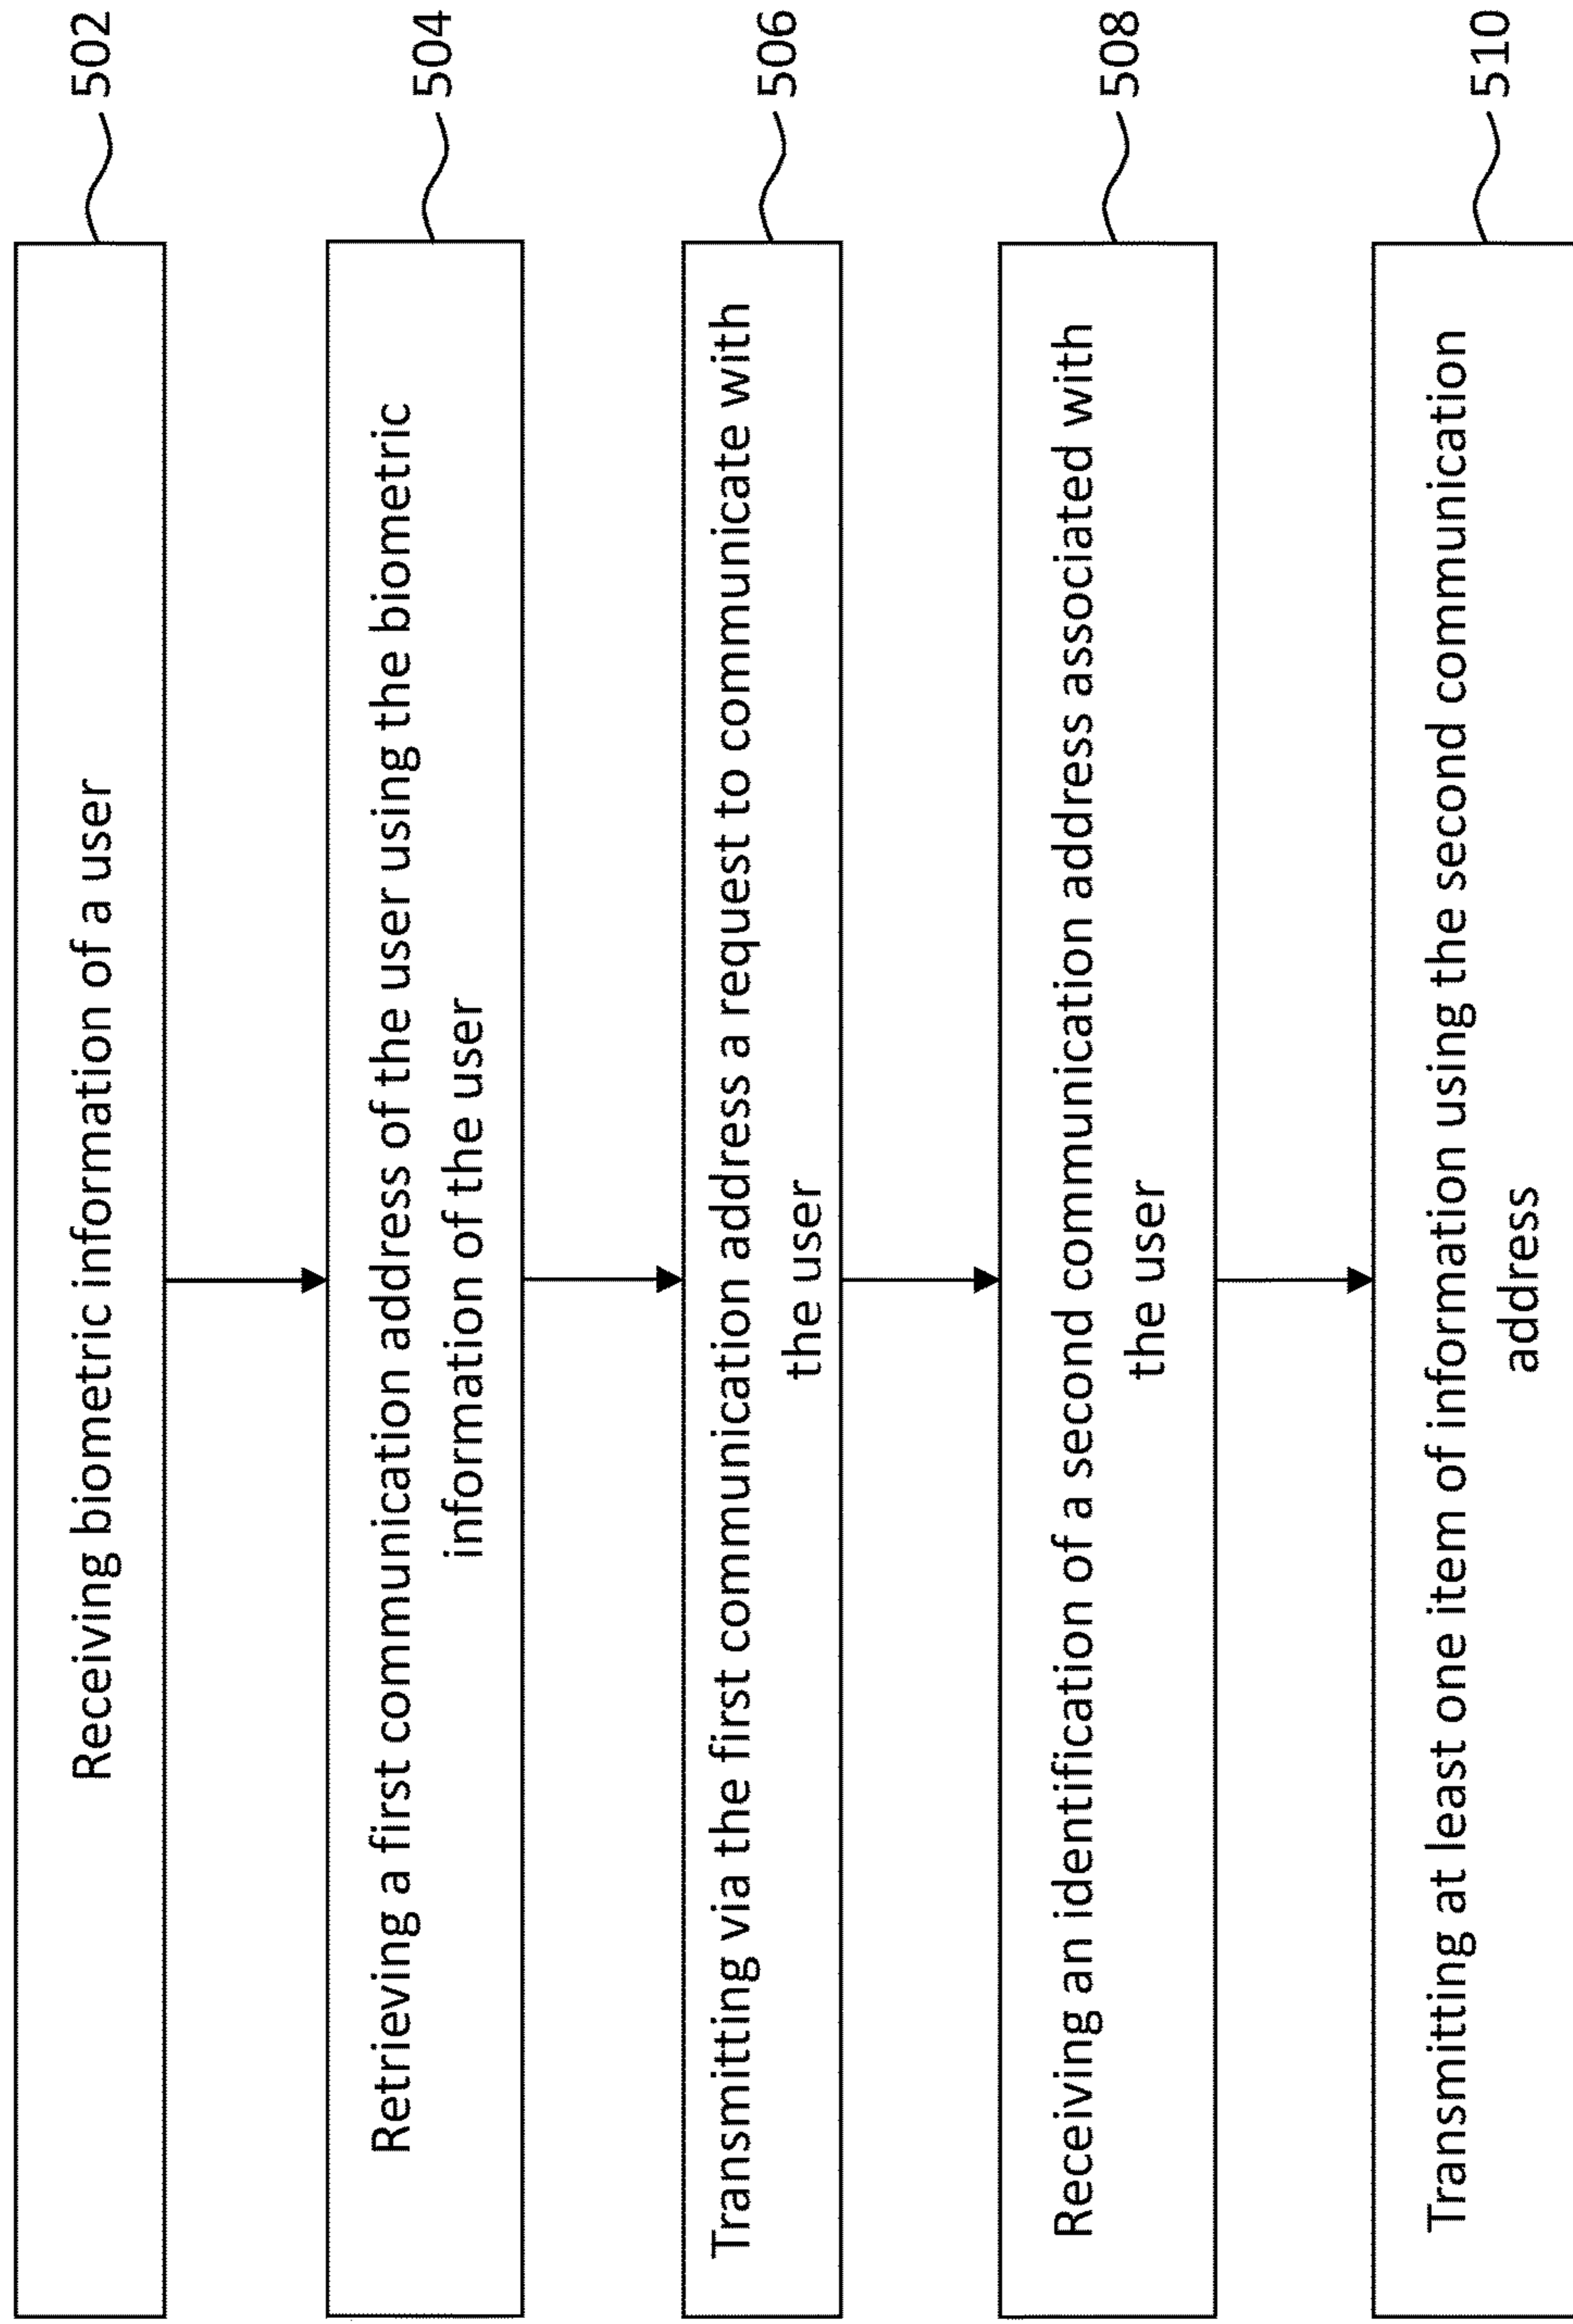 Receiving biometric information of a user
502
Retrieving a first communication address of the user using the biometric
information of the user
504
Transmitting via the first communication address a request to communicate with
the user
506
Receiving an identification of a second communication address associated with
the user
508
Transmitting at least one item of information using the second communication
address
510